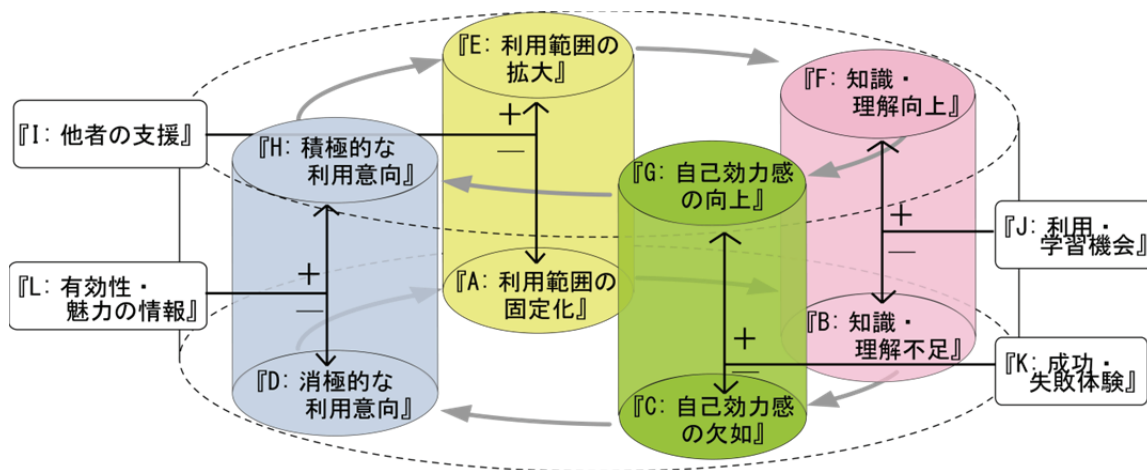 『E: 利用範囲の
拡大』
『F: 知識・
理解向上』
『I: 他者の支援』
+
―
『H: 積極的な
利用意向』
『G: 自己効力感
の向上』
+
―
『J: 利用・
学習機会』
『L: 有効性・
魅力の情報』
+
―
『A: 利用範囲の
固定化』
『B: 知識・
理解不足』
+
―
『K: 成功・
失敗体験』
『D: 消極的な
利用意向』
『C: 自己効力感
の欠如』